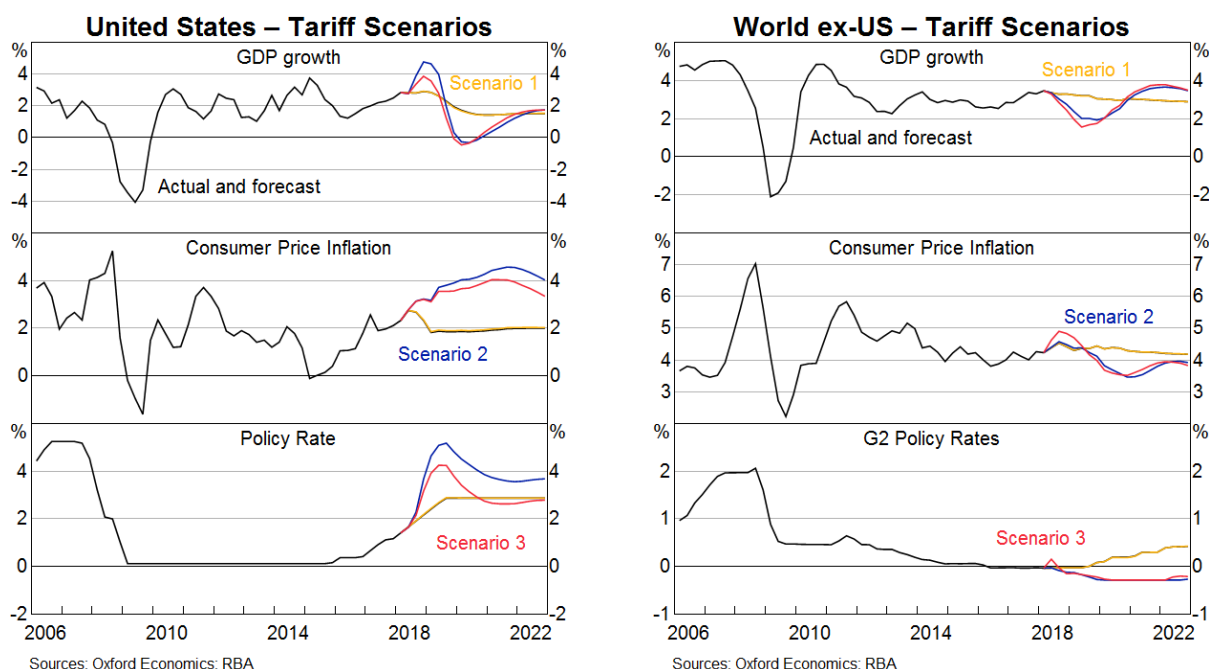 United States – Tariff Scenarios
% GDP growth %
4 4
Scenario 1
2 2
0 0
-2 -2
Actual and forecast
-4 -4
% Consumer Price Inflation %
4 4
2 2
Scenario 2
0 0
% Policy Rate %
4 4
2 2
Scenario 3
0 0
-2 -2
2006 2010 2014 2018 2022
Sources: Oxford Economics; RBA
World ex-US – Tariff Scenarios
% GDP growth %
Scenario 1
4 4
2 2
Actual and forecast
0 0
-2 -2
% Consumer Price Inflation %
7 7
6 6
Scenario 2
5 5
4 4
3 3
% G2 Policy Rates %
2 2
1 1
Scenario 3
0 0
-1 -1
2006 2010 2014 2018 2022
Sources: Oxford Economics; RBA